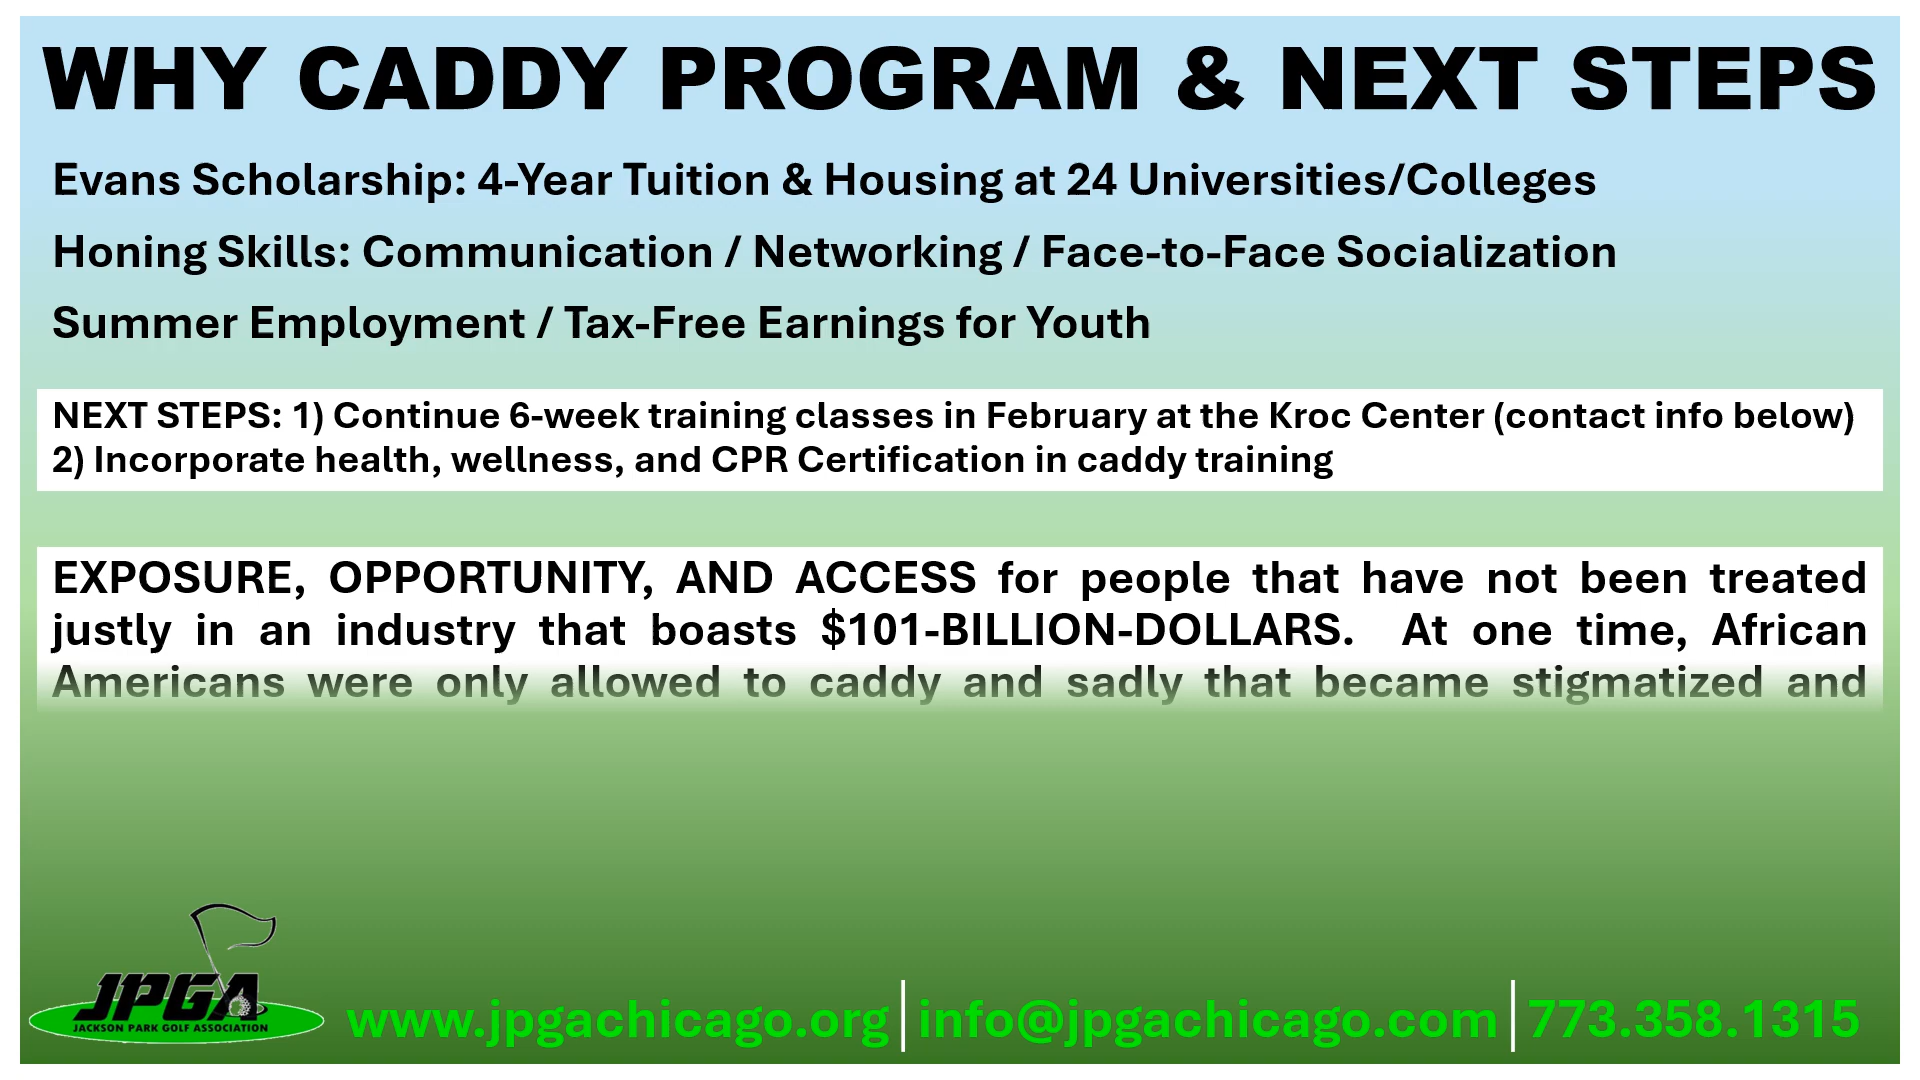 WHY CADDY PROGRAM & NEXT STEPS
Evans Scholarship: 4-Year Tuition & Housing at 24 Universities/Colleges
Honing Skills: Communication / Networking / Face-to-Face Socialization
Summer Employment / Tax-Free Earnings for Youth
NEXT STEPS: 1) Continue 6-week training classes in February at the Kroc Center (contact info below)
2) Incorporate health, wellness, and CPR Certification in caddy training
EXPOSURE, OPPORTUNITY, AND ACCESS for people that have not been treated
justly in an industry that boasts $101-BILLION-DOLLARS. At one time, African
Americans were only allowed to caddy and sadly that became stigmatized and
JPGA
JACKSON PARK GOLF ASSOCIATION
www.jpgachicago.org info@jpgachicago.com 773.358.1315